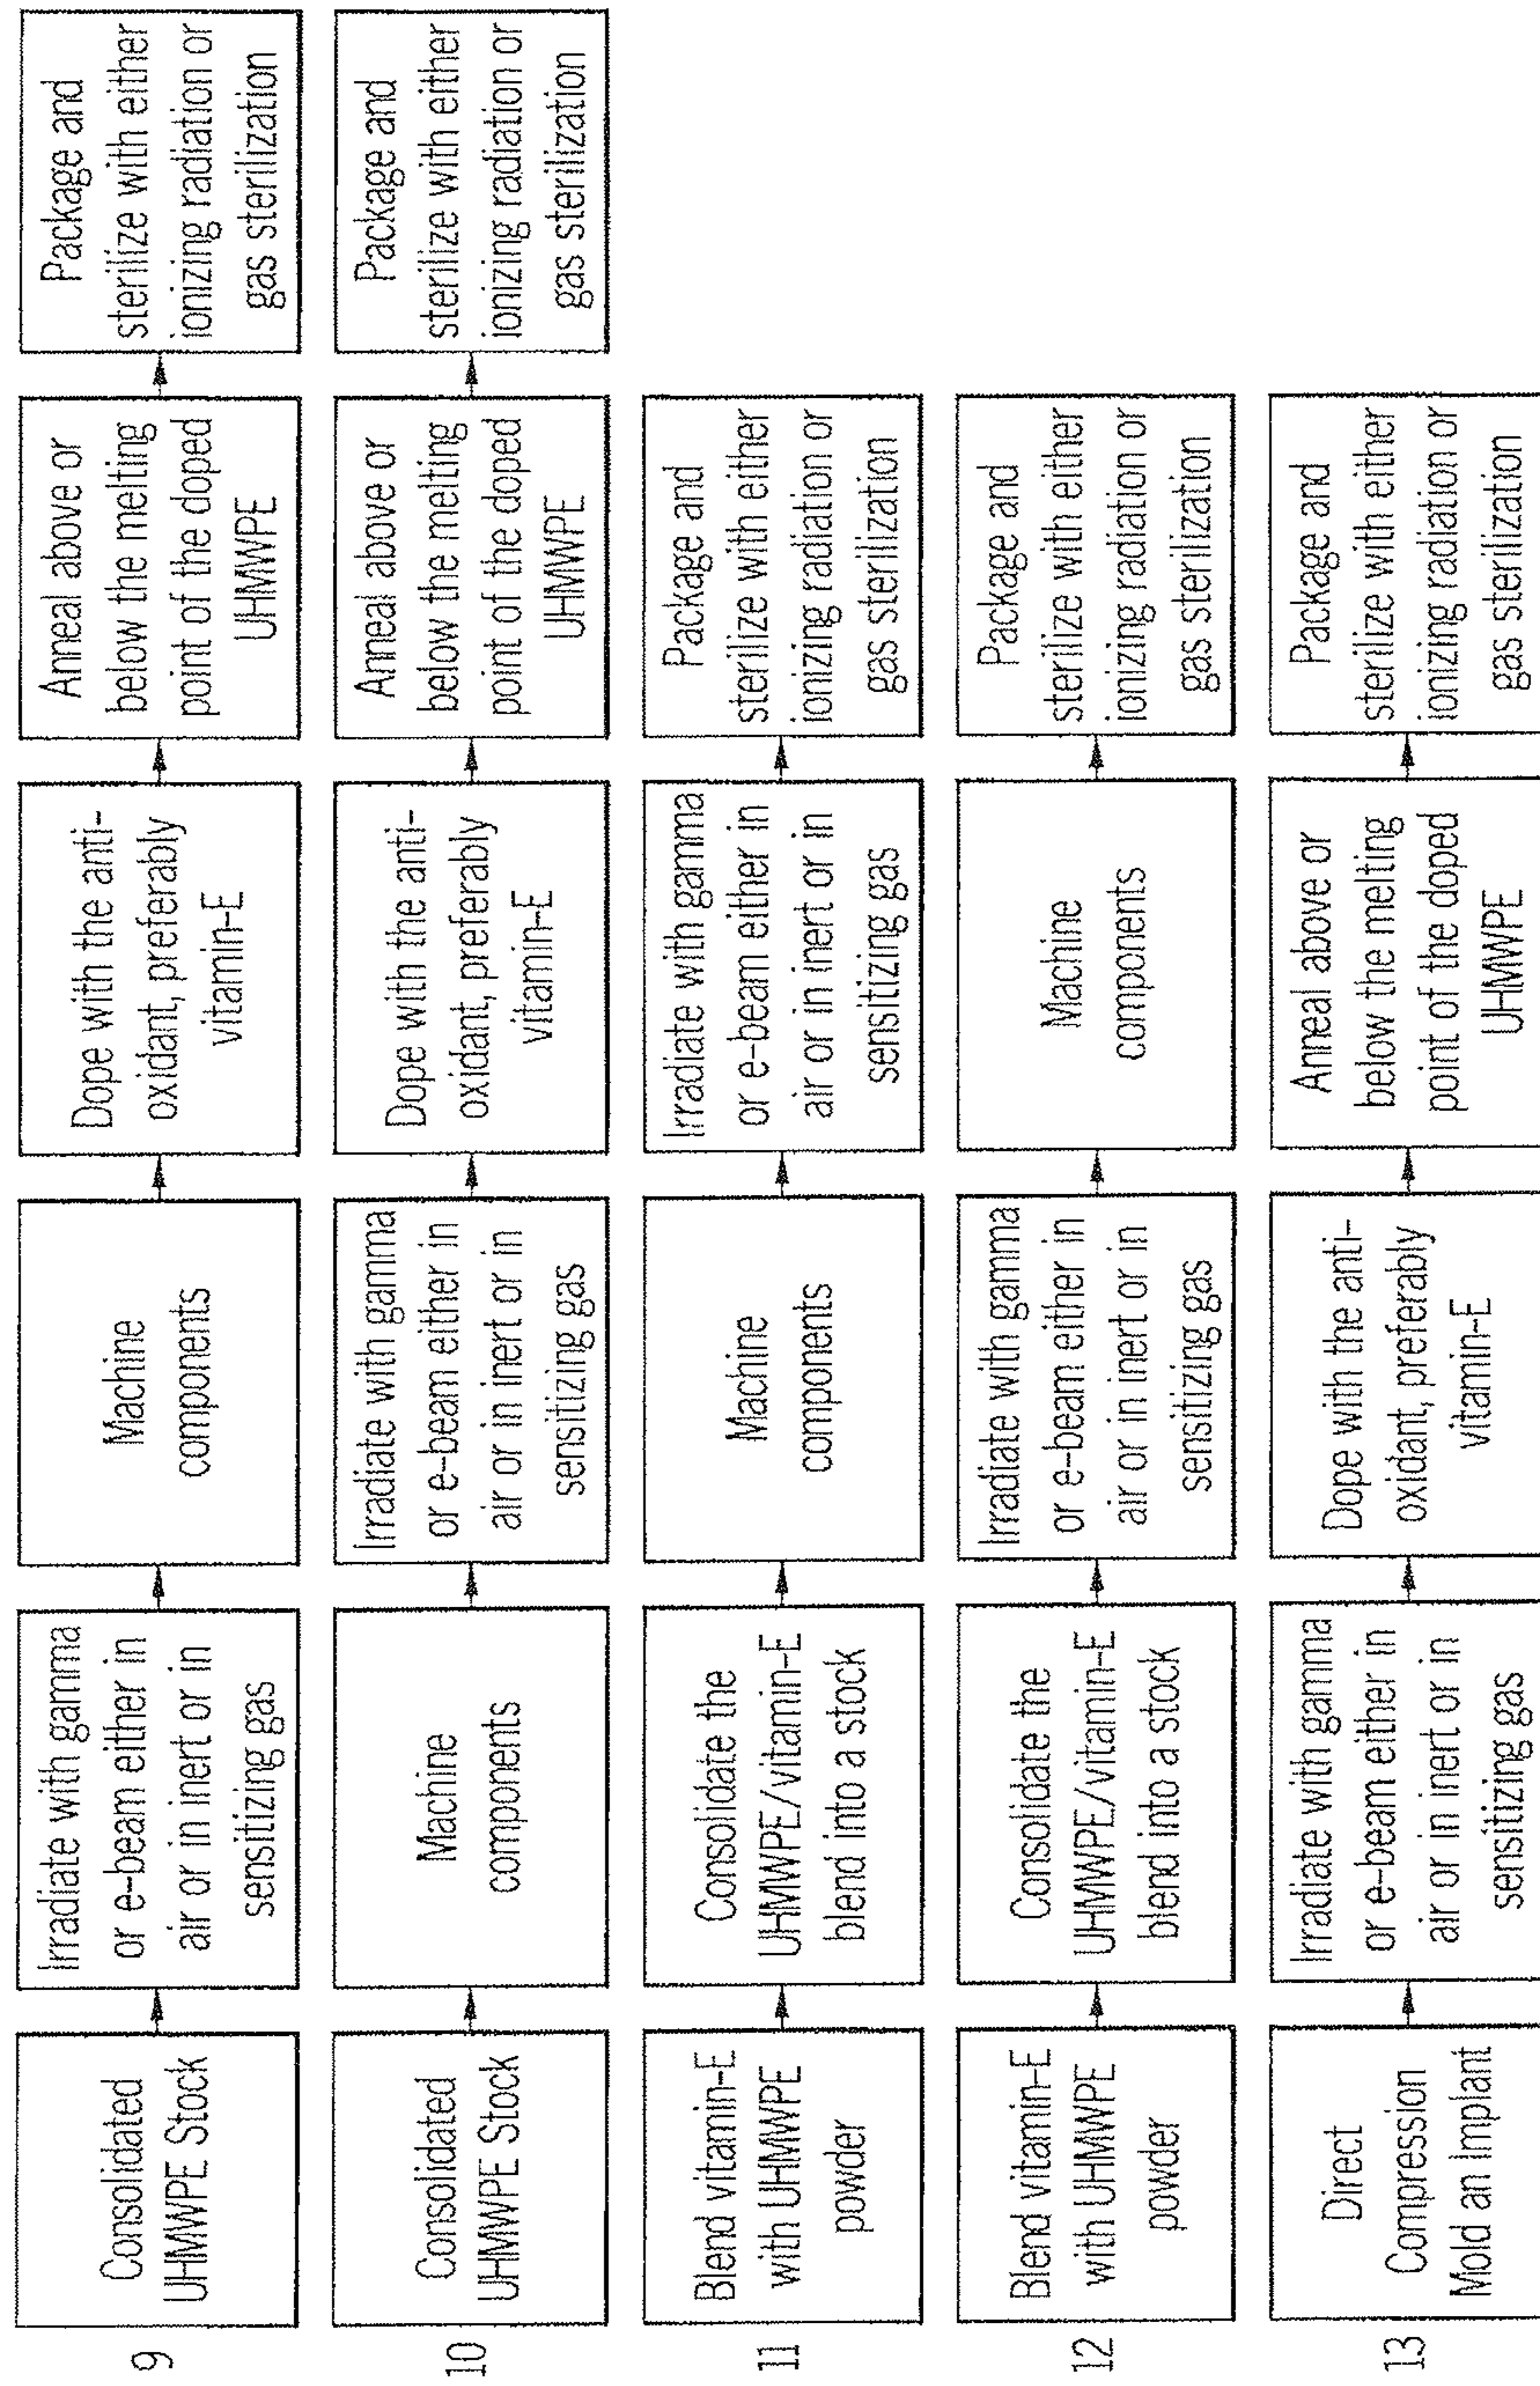 9
Consolidated
UHMWPE Stock
Irradiate with gamma
or e-beam either in
air or in inert or in
sensitizing gas
Machine
components
Dope with the anti-
oxidant, preferably
vitamin-E
Anneal above or
below the melting
point of the doped
UHMWPE
Package and
sterilize with either
ionizing radiation or
gas sterilization
10
Consolidated
UHMWPE Stock
Machine
components
Irradiate with gamma
or e-beam either in
air or in inert or in
sensitizing gas
Dope with the anti-
oxidant, preferably
vitamin-E
Anneal above or
below the melting
point of the doped
UHMWPE
Package and
sterilize with either
ionizing radiation or
gas sterilization
11
Blend vitamin-E
with UHMWPE
powder
Consolidate the
UHMWPE/vitamin-E
blend into a stock
Machine
components
Irradiate with gamma
or e-beam either in
air or in inert or in
sensitizing gas
Package and
sterilize with either
ionizing radiation or
gas sterilization
12
Blend vitamin-E
with UHMWPE
powder
Consolidate the
UHMWPE/vitamin-E
blend into a stock
Irradiate with gamma
or e-beam either in
air or in inert or in
sensitizing gas
Machine
components
Package and
sterilize with either
ionizing radiation or
gas sterilization
13
Direct
Compression
Mold an Implant
Irradiate with gamma
or e-beam either in
air or in inert or in
sensitizing gas
Dope with the anti-
oxidant, preferably
vitamin-E
Anneal above or
below the melting
point of the doped
UHMWPE
Package and
sterilize with either
ionizing radiation or
gas sterilization